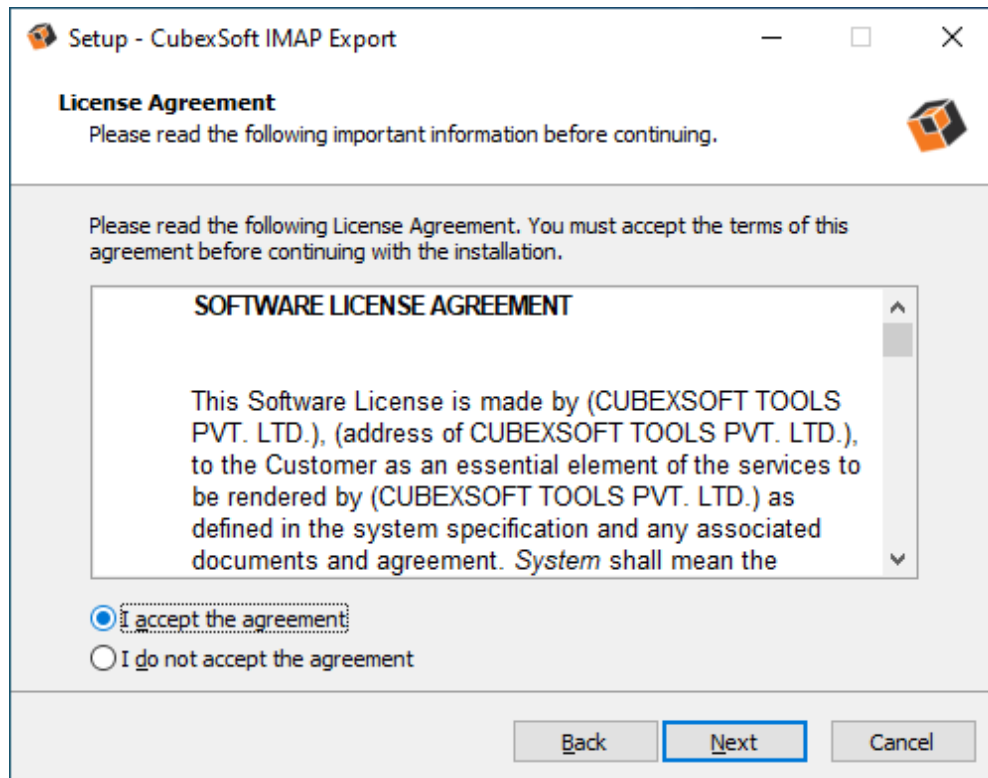 Setup - CubexSoft IMAP Export
License Agreement
Please read the following important information before continuing.
Please read the following License Agreement. You must accept the terms of this
agreement before continuing with the installation.
SOFTWARE LICENSE AGREEMENT
This Software License is made by (CUBEXSOFT TOOLS
PVT. LTD.), (address of CUBEXSOFT TOOLS PVT. LTD.),
to the Customer as an essential element of the services to
be rendered by (CUBEXSOFT TOOLS PVT. LTD.) as
defined in the system specification and any associated
documents and agreement. System shall mean the
I accept the agreement
I do not accept the agreement
Back Next Cancel